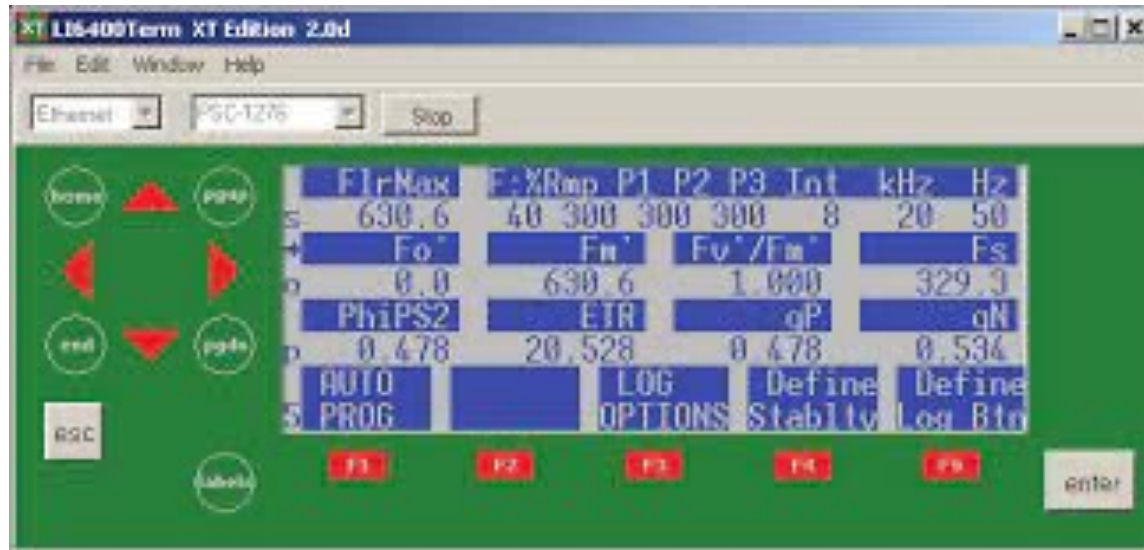 XT LI6400Term XT Edition 2.0d
File Edit Window Help
Ethernet PSC-1276 Stop
home pgup
end pgdn
esc labels
FlrMax F:%Rmp P1 P2 P3 Int kHz Hz
s 630.6 40 300 300 300 8 20 50
+ Fo' Fm' Fv'/Fm' Fs
o 0.0 630.6 1.000 329.3
PhiPS2 ETR qP qN
p 0.478 20.528 0.478 0.534
AUTO LOG Define Define
PROG OPTIONS Stablty Log Btn
F1 F2 F3 F4 F5
enter